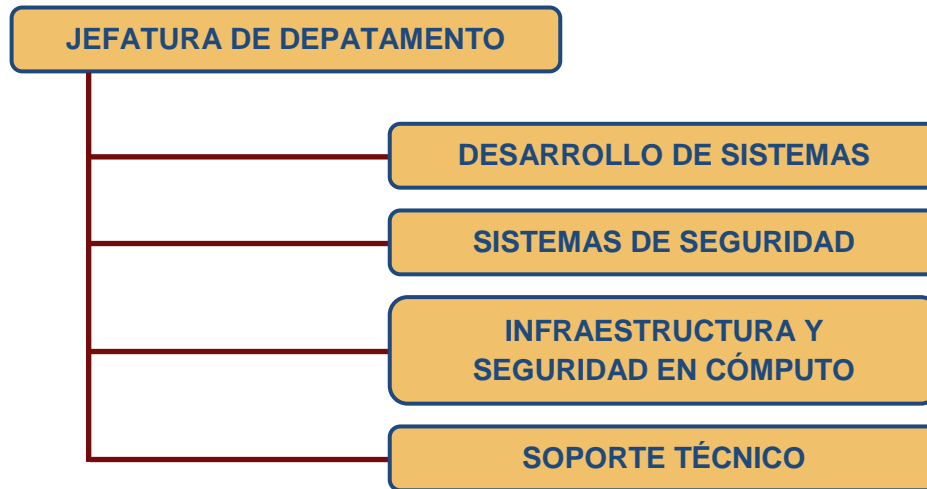 JEFATURA DE DEPATAMENTO
DESARROLLO DE SISTEMAS
SISTEMAS DE SEGURIDAD
INFRAESTRUCTURA Y
SEGURIDAD EN CÓMPUTO
SOPORTE TÉCNICO